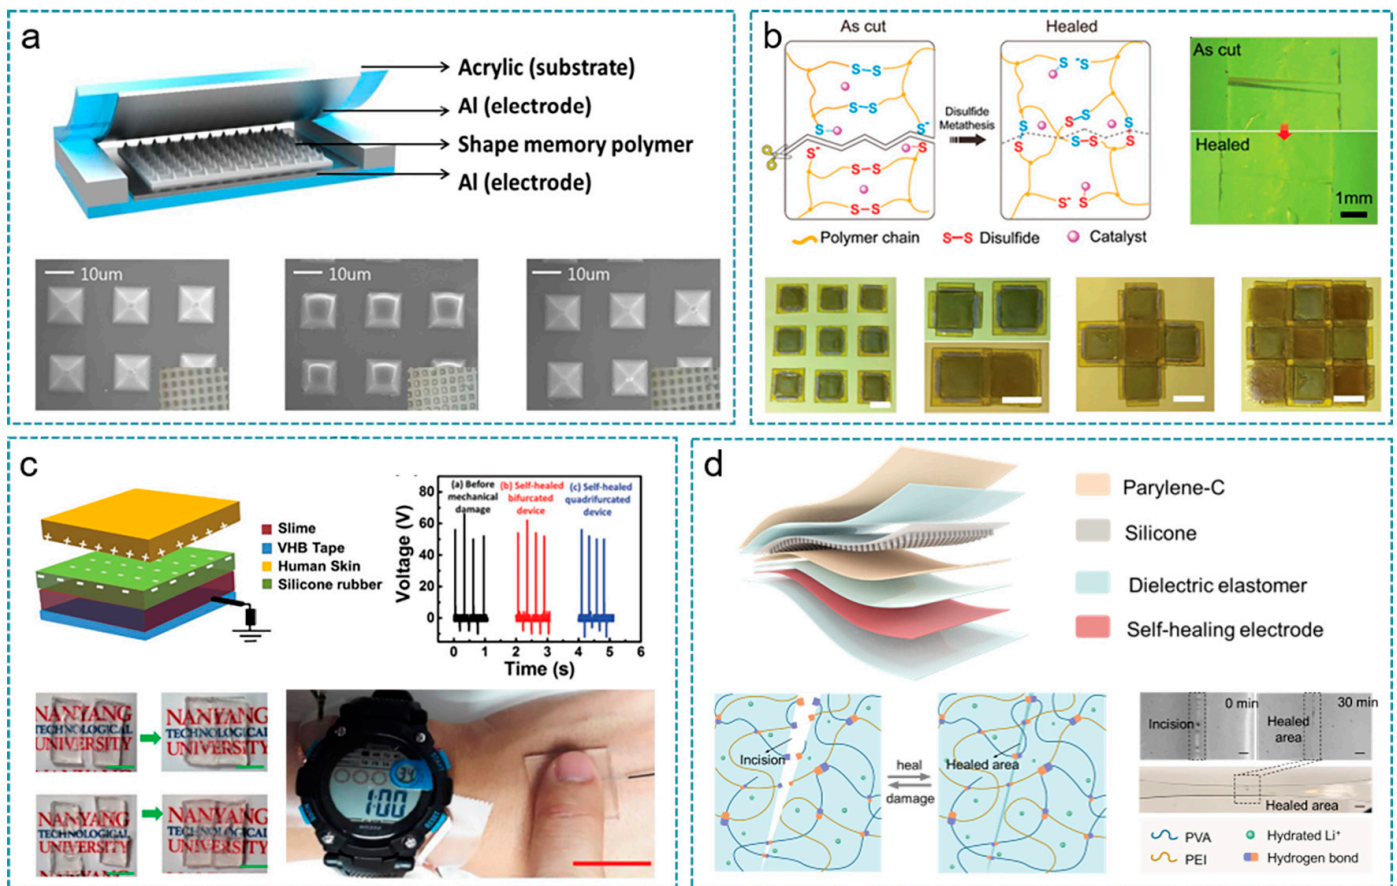 a
Acrylic (substrate)
Al (electrode)
Shape memory polymer
Al (electrode)
10um
10um
10um
b
As cut
Healed
S–S
S–S
S
S⁻
S⁻
S
S–S
S–S
Disulfide
Metathesis
S
S⁻
S–S
S
S
S
S–S
S
S⁻
S–S
As cut
Healed
1mm
Polymer chain
S–S Disulfide
Catalyst
c
Slime
VHB Tape
Human Skin
Silicone rubber
Voltage (V)
80
60
40
20
0
(a) Before
mechanical
damage
(b) Self-healed
bifurcated
device
(c) Self-healed
quadrifurcated
device
0 1 2 3 4 5 6
Time (s)
NANYANG
TECHNOLOGICAL
UNIVERSITY
NANYANG
TECHNOLOGICAL
UNIVERSITY
NANYANG
TECHNOLOGICAL
UNIVERSITY
NANYANG
TECHNOLOGICAL
UNIVERSITY
34
1:00
d
Parylene-C
Silicone
Dielectric elastomer
Self-healing electrode
Incision
heal
damage
Healed area
0 min
30 min
Incision
Healed
area
Healed area
PVA
Hydrated Li⁺
PEI
Hydrogen bond